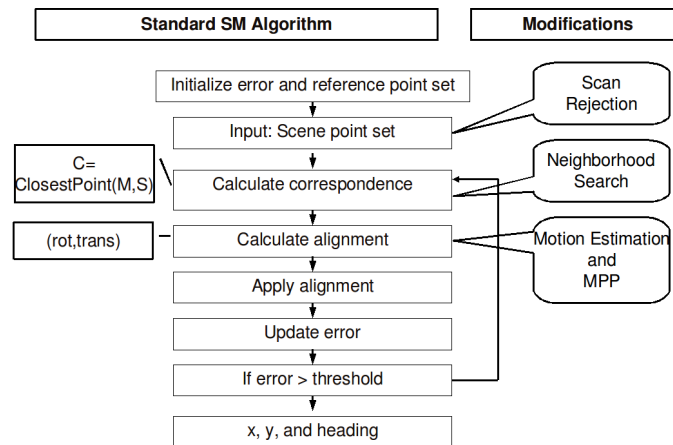 Standard SM Algorithm
Modifications
Initialize error and reference point set
Scan
Rejection
Input: Scene point set
C=
ClosestPoint(M,S)
Calculate correspondence
Neighborhood
Search
(rot,trans)
Calculate alignment
Motion Estimation
and
MPP
Apply alignment
Update error
If error > threshold
x, y, and heading